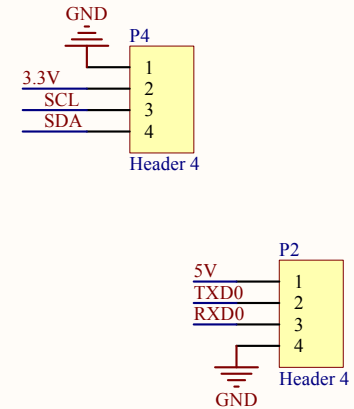 GND
P4
1
3.3V 2
SCL 3
SDA 4
Header 4
P2
5V 1
TXD0 2
RXD0 3
4
Header 4
GND